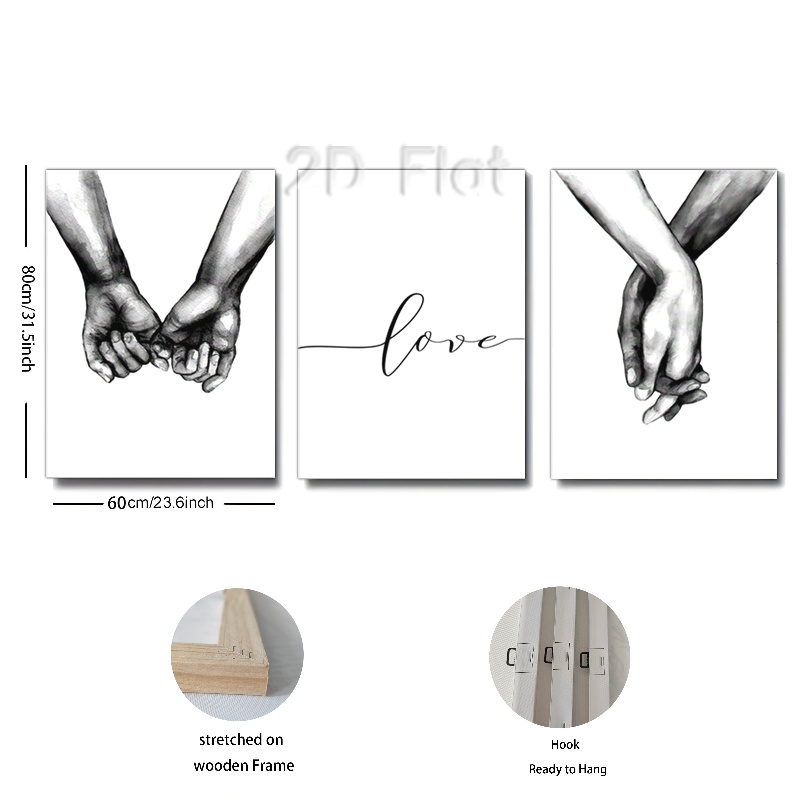 2D Flat
love
80cm/31.5inch
60cm/23.6inch
stretched on
wooden Frame
Hook
Ready to Hang